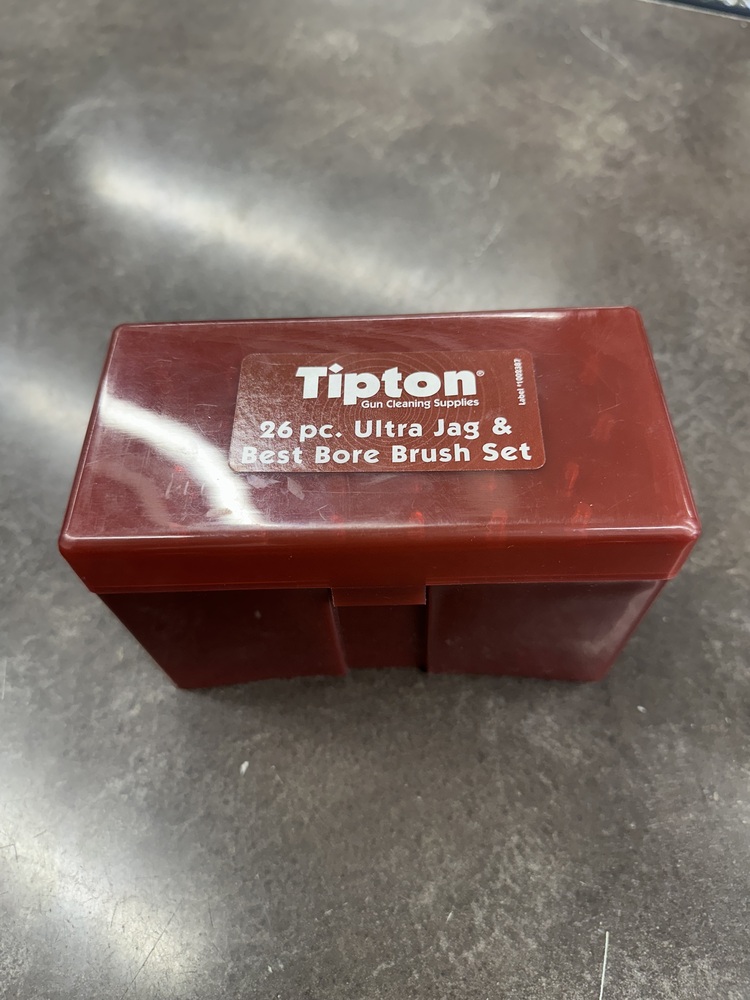 Tipton®
Gun Cleaning Supplies
26 pc. Ultra Jag &
Best Bore Brush Set